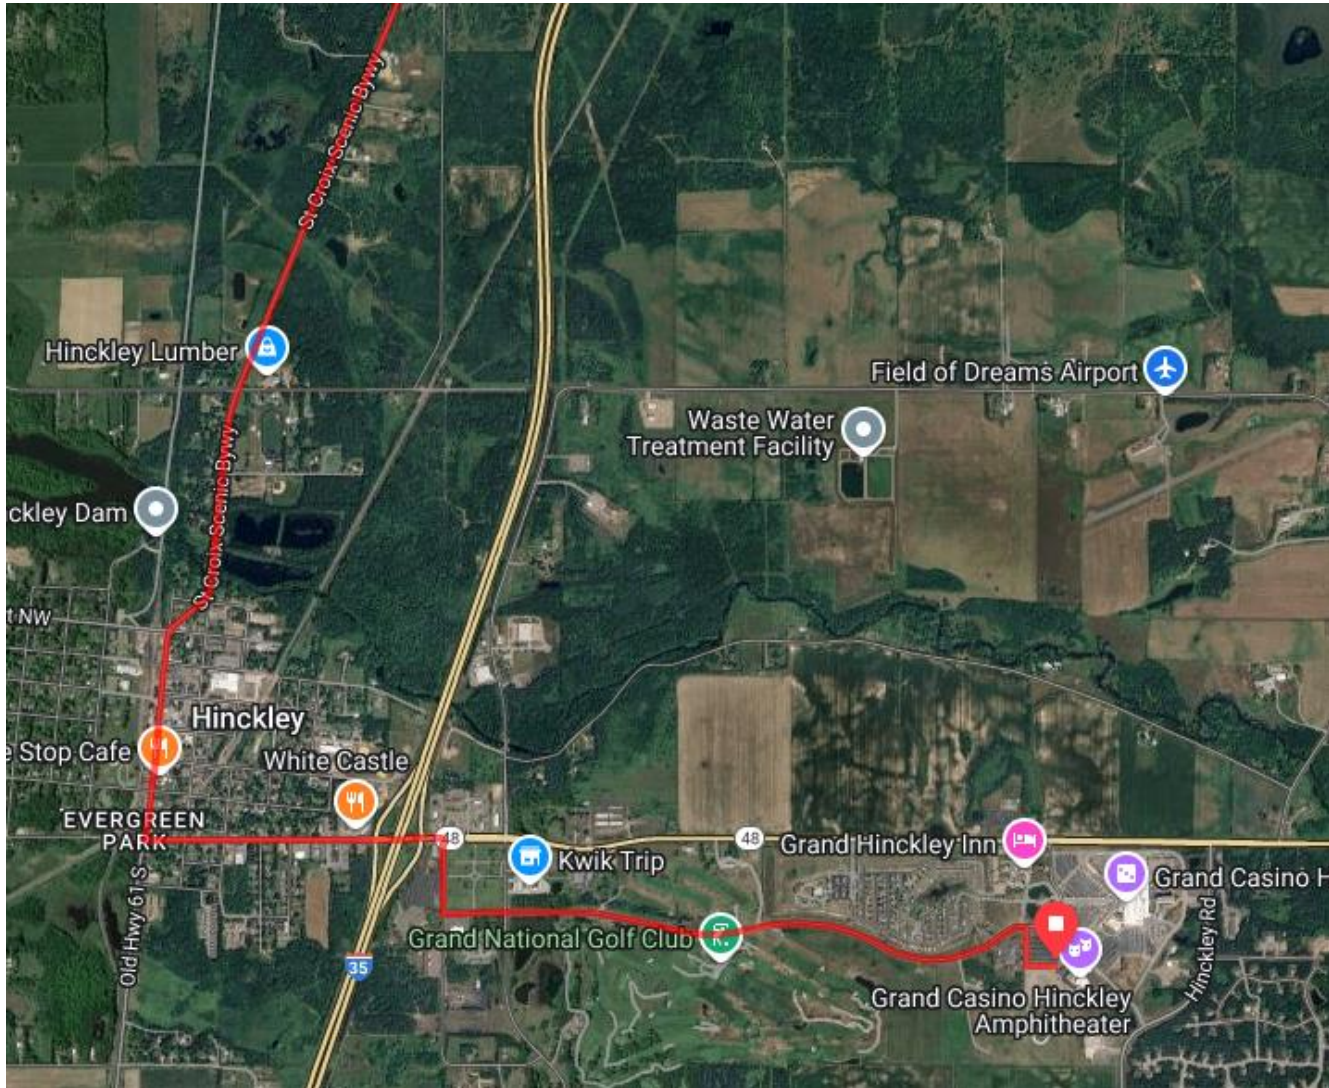 St Croix Scenic Bywy
Hinckley Lumber
Field of Dreams Airport
Waste Water
Treatment Facility
St Croix Scenic Bywy
ckley Dam
t NW
Hinckley
e Stop Cafe
White Castle
EVERGREEN
PARK
48
48
Kwik Trip
Grand Hinckley Inn
Grand Casino H
Old Hwy 61 S
Grand National Golf Club
35
Hinckley Rd
Grand Casino Hinckley
Amphitheater